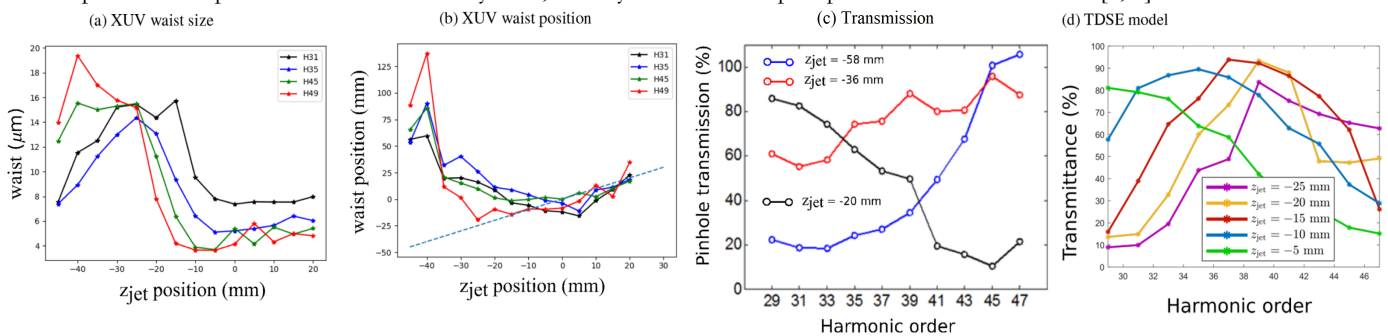 (a) XUV waist size
waist (μm)
20
18
16
14
12
10
8
6
4
H31
H35
H45
H49
−40 −30 −20 −10 0 10 20
zjet position (mm)
(b) XUV waist position
waist position (mm)
125
100
75
50
25
0
−25
50
H31
H35
H45
H49
−40 −30 −20 −10 0 10 20 30
zjet position (mm)
(c) Transmission
Pinhole transmission (%)
100
80
60
40
20
0
zjet = -58 mm
zjet = -36 mm
zjet = -20 mm
29 31 33 35 37 39 41 43 45 47
Harmonic order
(d) TDSE model
Transmittance (%)
100
90
80
70
60
50
40
30
20
10
0
zjet = −25 mm
zjet = −20 mm
zjet = −15 mm
zjet = −10 mm
zjet = −5 mm
30 32 34 36 38 40 42 44 46
Harmonic order